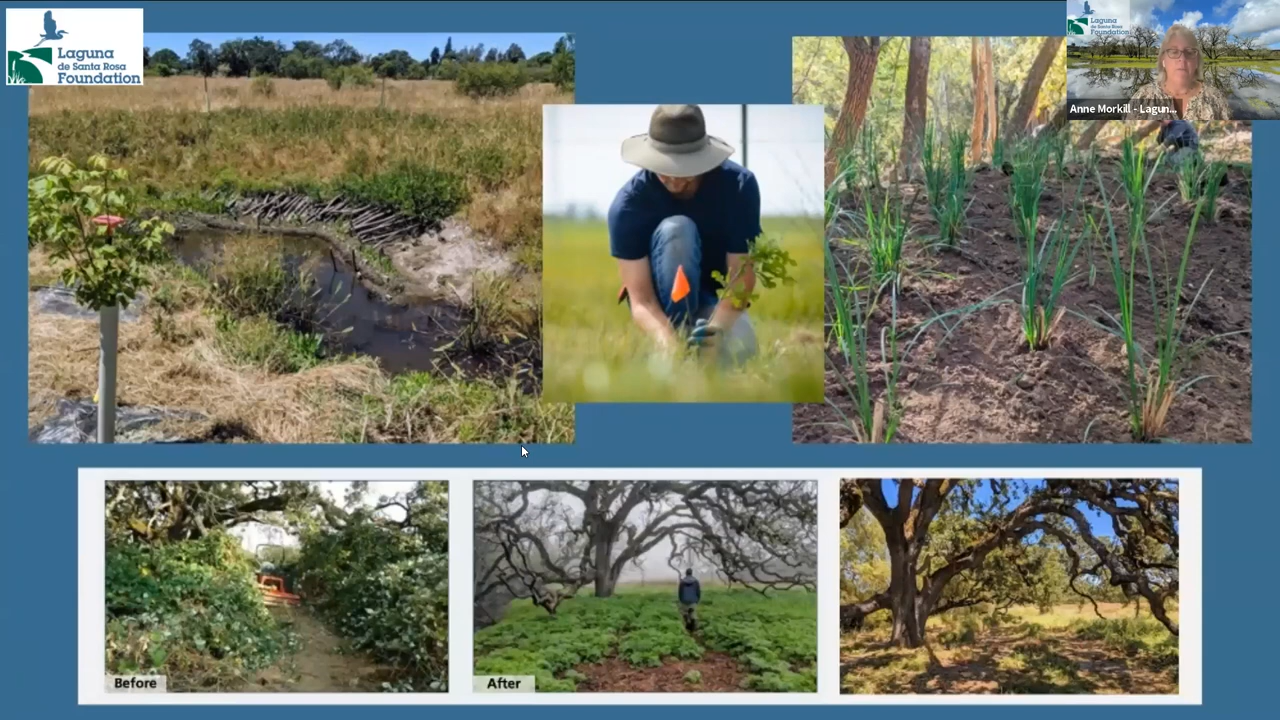 Laguna
de Santa Rosa
Foundation
Laguna
de Santa Rosa
Foundation
Anne Morkill - Lagun...
Before
After